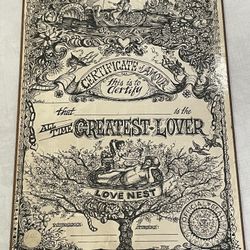 CERTIFICATE of AWARD
this is to
Certify
that is the
ALL TIME GREATEST LOVER
LOVE NEST